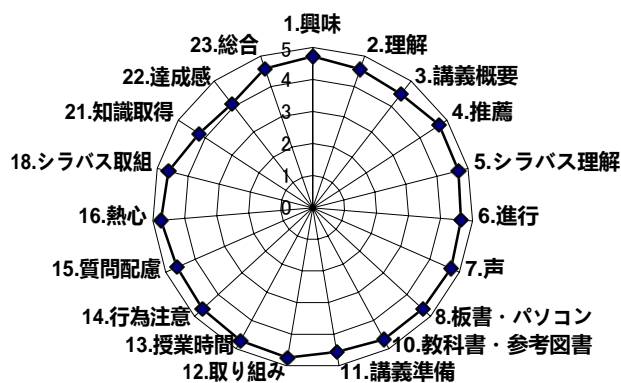 1.興味
2.理解
3.講義概要
4.推薦
5.シラバス理解
6.進行
7.声
8.板書・パソコン
10.教科書・参考図書
11.講義準備
12.取り組み
13.授業時間
14.行為注意
15.質問配慮
16.熱心
18.シラバス取組
21.知識取得
22.達成感
23.総合
5
4
3
2
1
0